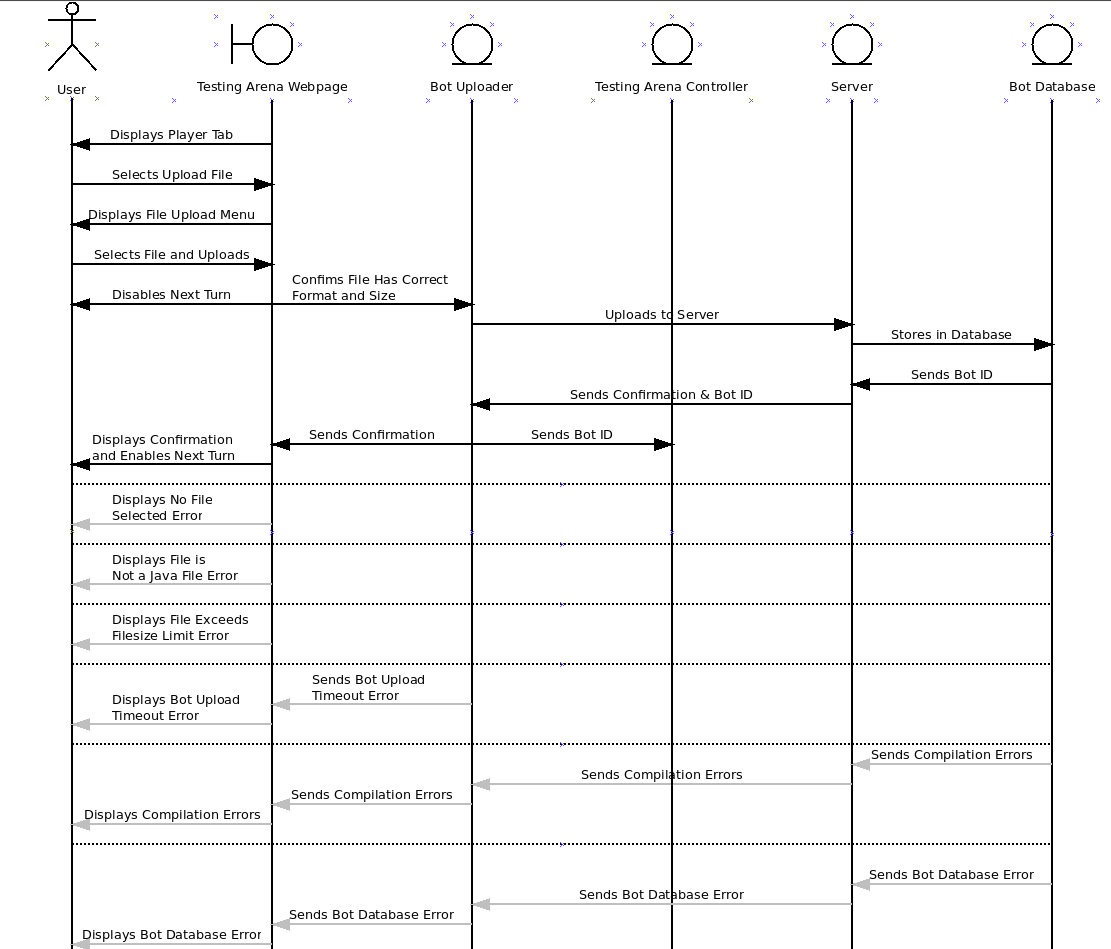 User
Testing Arena Webpage
Bot Uploader
Testing Arena Controller
Server
Bot Database
Displays Player Tab
Selects Upload File
Displays File Upload Menu
Selects File and Uploads
Disables Next Turn
Confims File Has Correct
Format and Size
Uploads to Server
Stores in Database
Sends Bot ID
Sends Confirmation & Bot ID
Sends Confirmation
Sends Bot ID
Displays Confirmation
and Enables Next Turn
Displays No File
Selected Error
Displays File is
Not a Java File Error
Displays File Exceeds
Filesize Limit Error
Sends Bot Upload
Timeout Error
Displays Bot Upload
Timeout Error
Sends Compilation Errors
Sends Compilation Errors
Sends Compilation Errors
Displays Compilation Errors
Sends Bot Database Error
Sends Bot Database Error
Sends Bot Database Error
Displays Bot Database Error